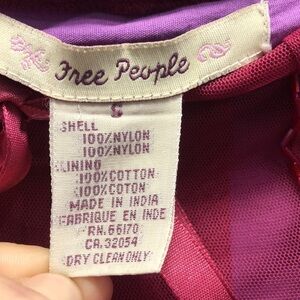 Free People
S
SHELL
100%NYLON
100%NYLON
LINING
100%COTTON
100%COTTON
MADE IN INDIA
FABRIQUE EN INDE
RN.66170
CA.32054
DRY CLEAN ONLY